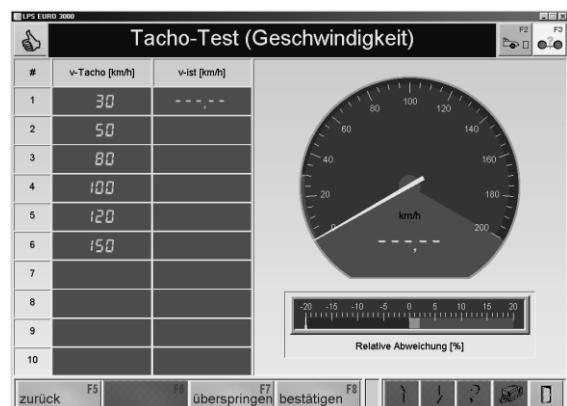 LPS EURO 3000
Tacho-Test (Geschwindigkeit)
F2
F3
# v-Tacho [km/h] v-ist [km/h]
1 30 ---,--
2 50
3 80
4 100
5 120
6 150
7
8
9
10
0 20 40 60 80 100 120 140 160 180 200
km/h
---,--
-20 -15 -10 -5 0 5 10 15 20
Relative Abweichung [%]
F5 zurück
F6
F7 überspringen
F8 bestätigen